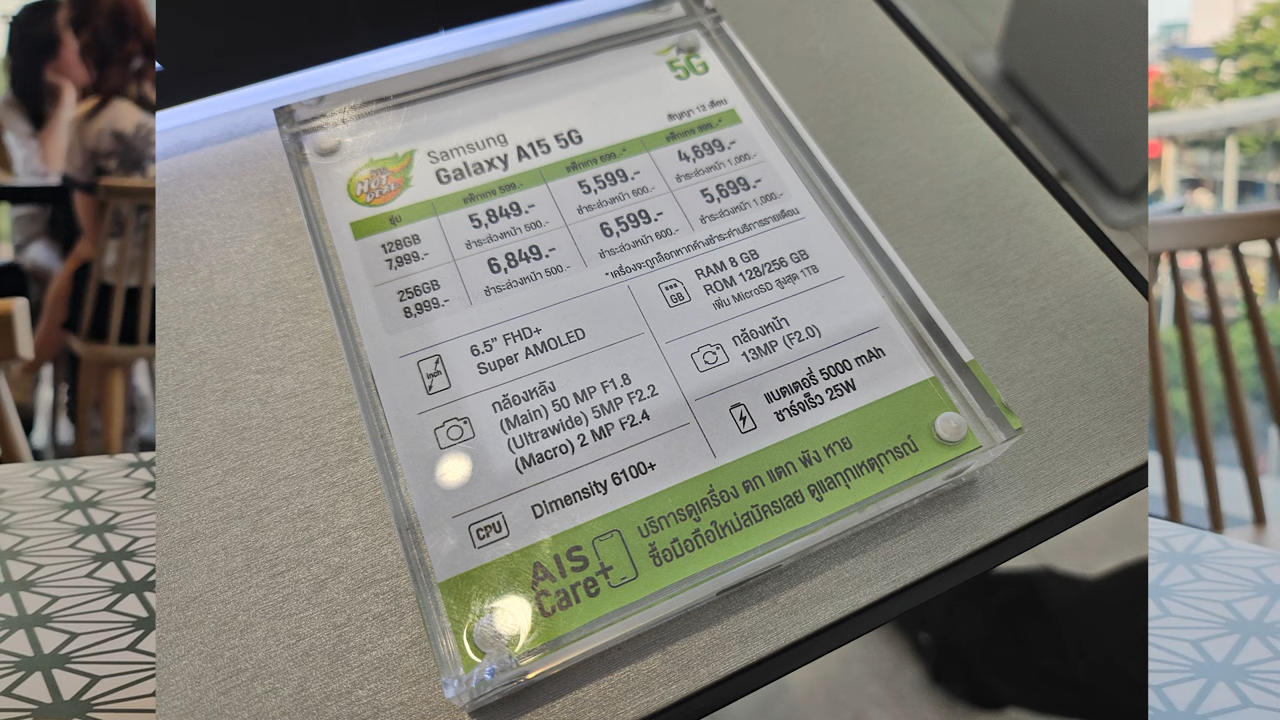 5G
Samsung
Galaxy A15 5G
สัญญา 12 เดือน
HOT
DEAL
รุ่น
แพ็กเกจ 599.-
แพ็กเกจ 699.-*
แพ็กเกจ 999.-*
128GB
7,999.-
5,849.-
ชำระล่วงหน้า 500.-
5,599.-
ชำระล่วงหน้า 600.-
4,699.-
ชำระล่วงหน้า 1,000.-
256GB
8,999.-
6,849.-
ชำระล่วงหน้า 500.-
6,599.-
ชำระล่วงหน้า 600.-
5,699.-
ชำระล่วงหน้า 1,000.-
*เครื่องจะถูกล็อกหากค้างชำระค่าบริการรายเดือน
inch
6.5" FHD+
Super AMOLED
GB
RAM 8 GB
ROM 128/256 GB
เพิ่ม MicroSD สูงสุด 1TB
กล้องหลัง
(Main) 50 MP F1.8
(Ultrawide) 5MP F2.2
(Macro) 2 MP F2.4
กล้องหน้า
13MP (F2.0)
CPU
Dimensity 6100+
แบตเตอรี่ 5000 mAh
ชาร์จเร็ว 25W
AIS
Care+
บริการดูเครื่อง ตก แตก พัง หาย
ซื้อมือถือใหม่สมัครเลย ดูแลทุกเหตุการณ์